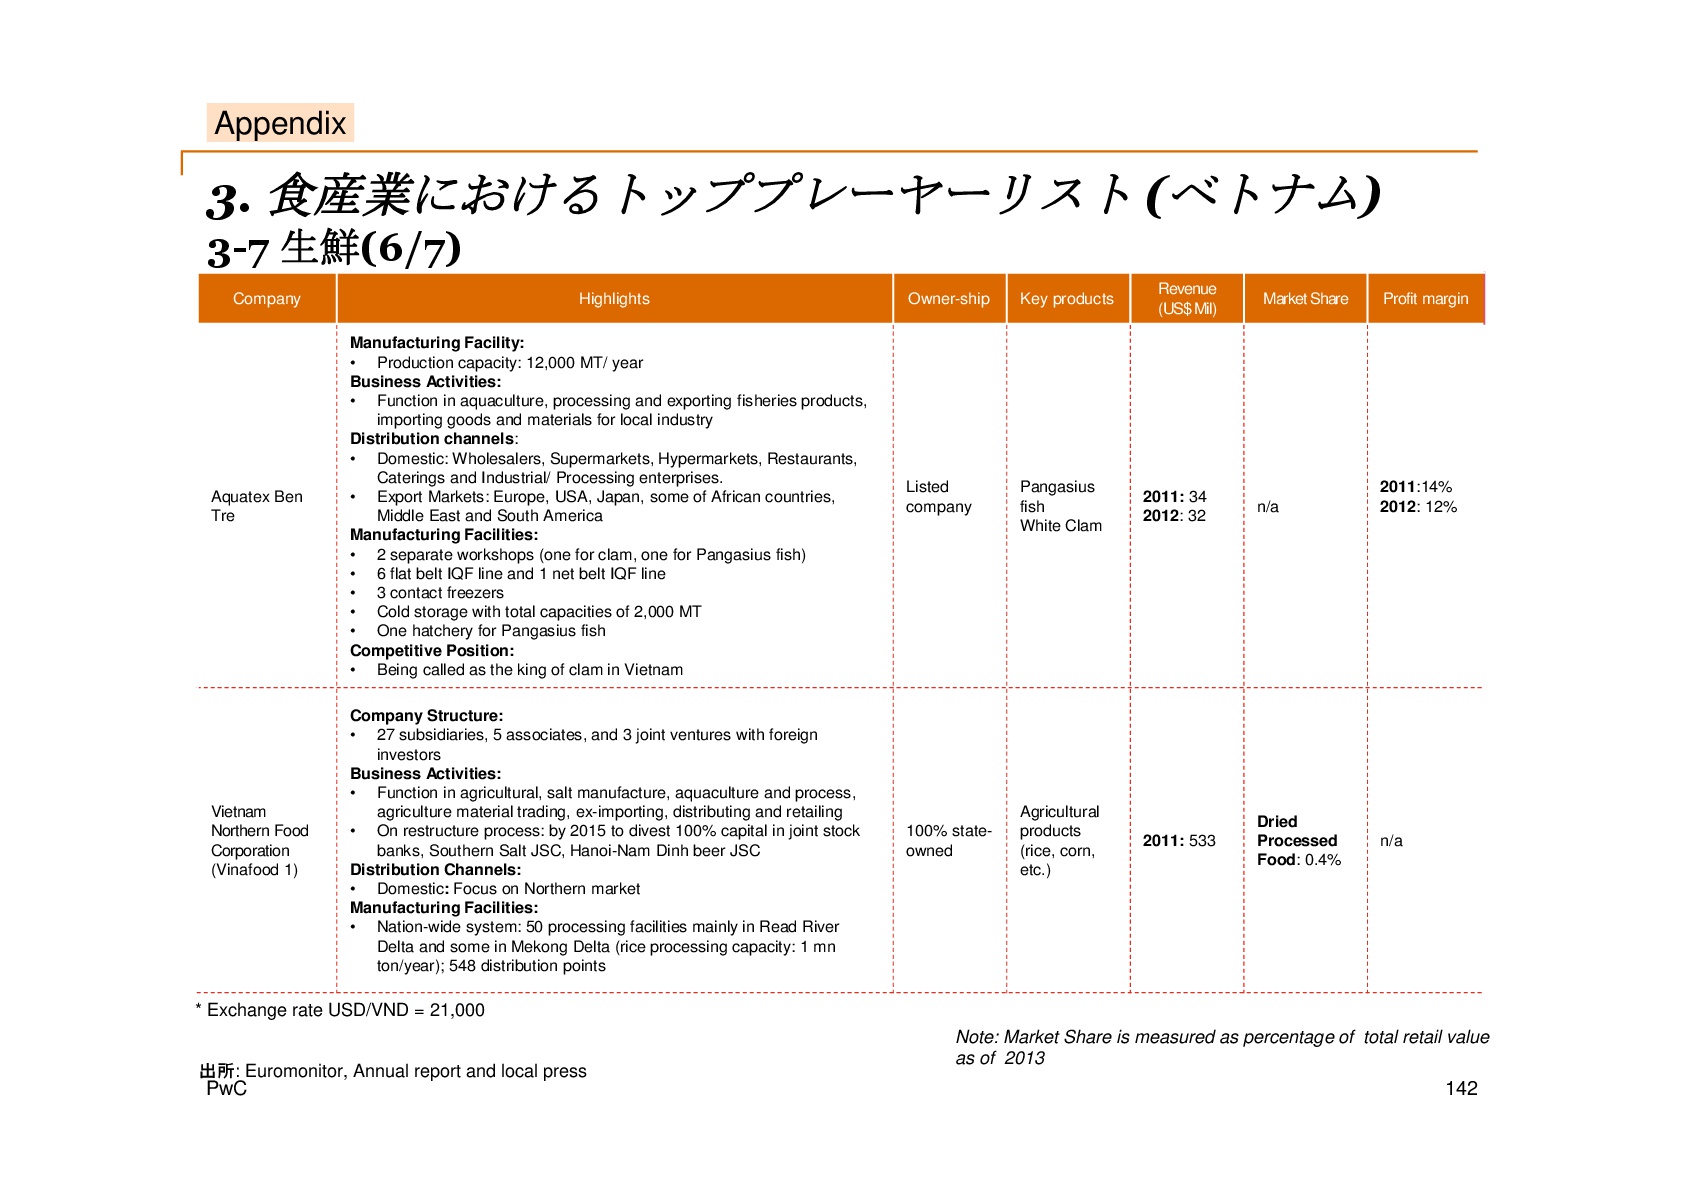 Appendix
3. 食産業におけるトッププレーヤーリスト(ベトナム)
3-7 生鮮(6/7)
Company
Highlights
Owner-ship
Key products
Revenue
(US$ Mil)
Market Share
Profit margin
Aquatex Ben
Tre
Manufacturing Facility:
• Production capacity: 12,000 MT/ year
Business Activities:
• Function in aquaculture, processing and exporting fisheries products,
importing goods and materials for local industry
Distribution channels:
• Domestic: Wholesalers, Supermarkets, Hypermarkets, Restaurants,
Caterings and Industrial/ Processing enterprises.
• Export Markets: Europe, USA, Japan, some of African countries,
Middle East and South America
Manufacturing Facilities:
• 2 separate workshops (one for clam, one for Pangasius fish)
• 6 flat belt IQF line and 1 net belt IQF line
• 3 contact freezers
• Cold storage with total capacities of 2,000 MT
• One hatchery for Pangasius fish
Competitive Position:
• Being called as the king of clam in Vietnam
Listed
company
Pangasius
fish
White Clam
2011: 34
2012: 32
n/a
2011:14%
2012: 12%
Vietnam
Northern Food
Corporation
(Vinafood 1)
Company Structure:
• 27 subsidiaries, 5 associates, and 3 joint ventures with foreign
investors
Business Activities:
• Function in agricultural, salt manufacture, aquaculture and process,
agriculture material trading, ex-importing, distributing and retailing
• On restructure process: by 2015 to divest 100% capital in joint stock
banks, Southern Salt JSC, Hanoi-Nam Dinh beer JSC
Distribution Channels:
• Domestic: Focus on Northern market
Manufacturing Facilities:
• Nation-wide system: 50 processing facilities mainly in Read River
Delta and some in Mekong Delta (rice processing capacity: 1 mn
ton/year); 548 distribution points
100% state-
owned
Agricultural
products
(rice, corn,
etc.)
2011: 533
Dried
Processed
Food: 0.4%
n/a
* Exchange rate USD/VND = 21,000
Note: Market Share is measured as percentage of total retail value
as of 2013
出所: Euromonitor, Annual report and local press
PwC
142